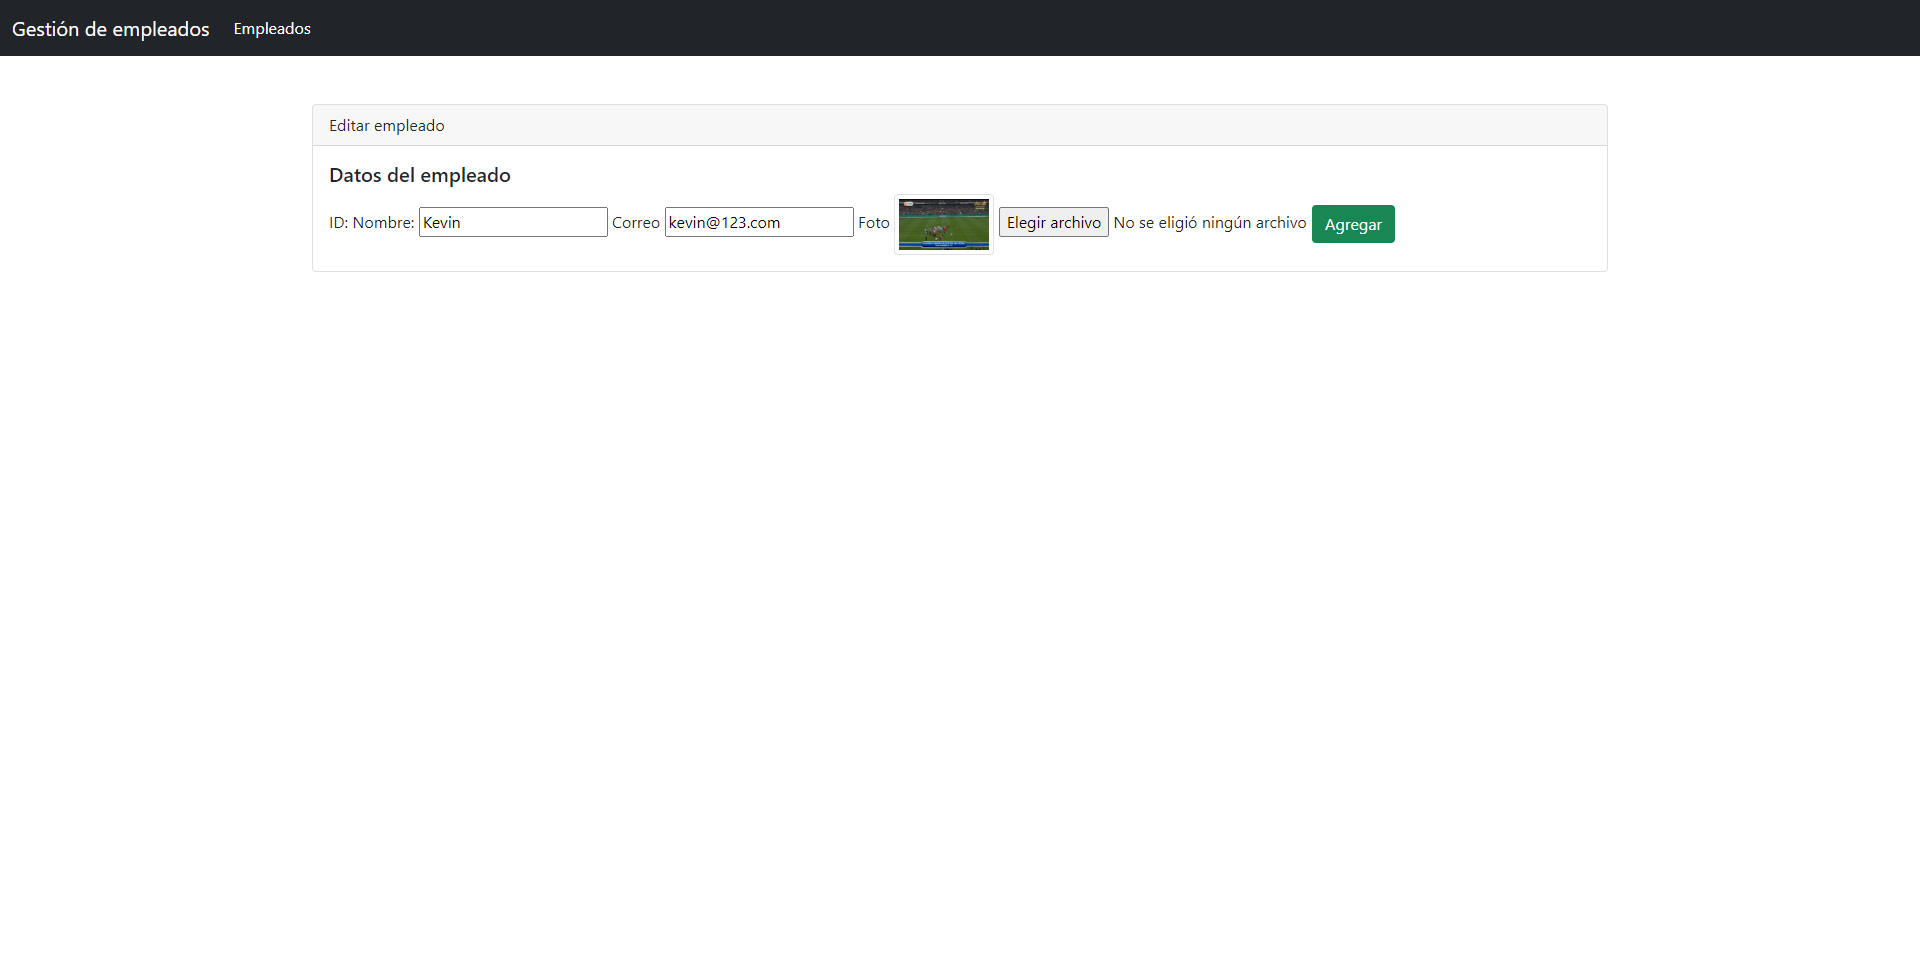 Gestión de empleados Empleados
Editar empleado
Datos del empleado
ID: Nombre: Kevin Correo kevin@123.com Foto Elegir archivo No se eligió ningún archivo Agregar